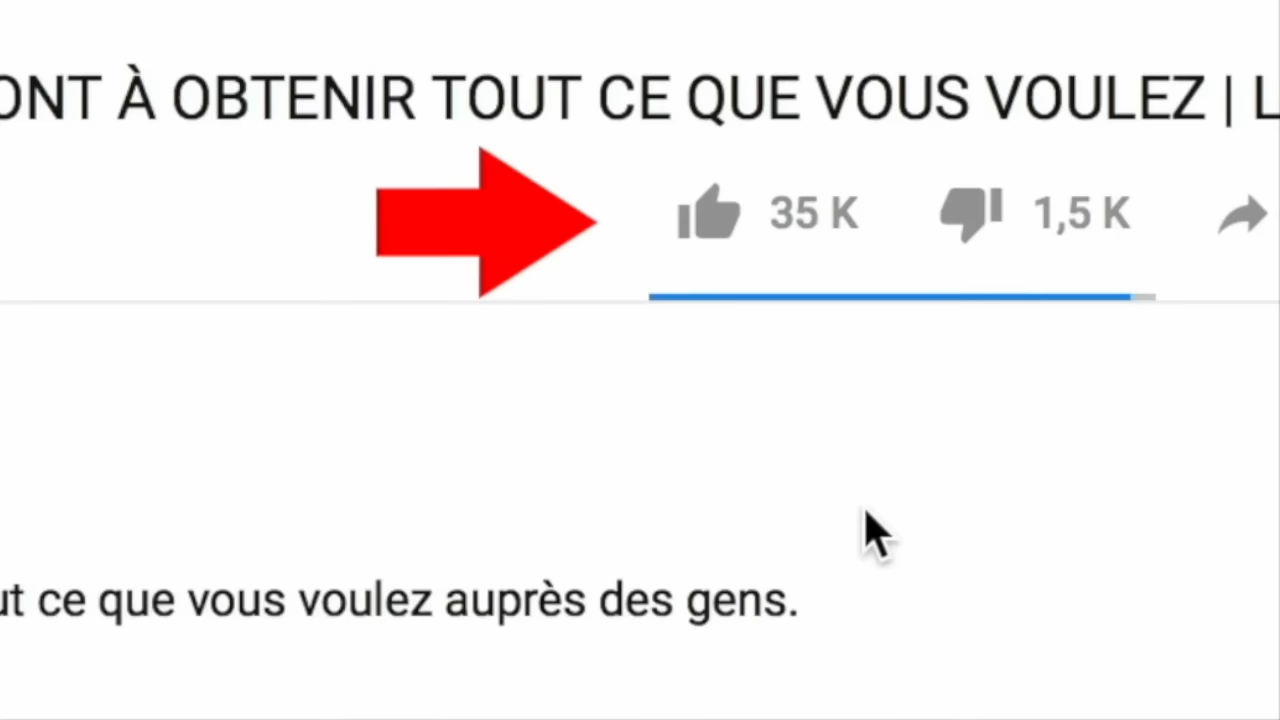 ONT À OBTENIR TOUT CE QUE VOUS VOULEZ | L
35 K 1,5 K
ut ce que vous voulez auprès des gens.